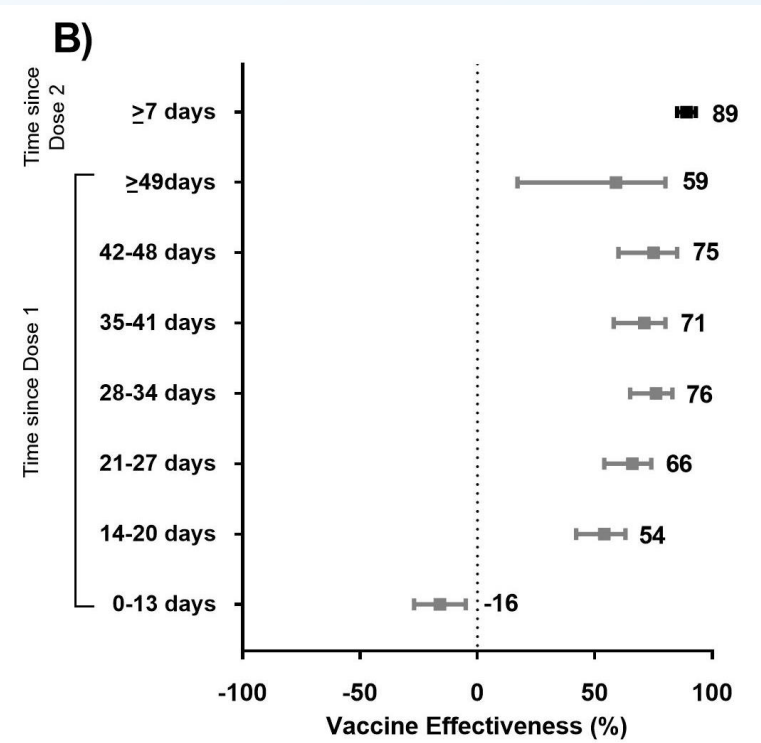 B)
Time since
Dose 2
≥7 days 89
Time since Dose 1
≥49days 59
42-48 days 75
35-41 days 71
28-34 days 76
21-27 days 66
14-20 days 54
0-13 days -16
-100 -50 0 50 100
Vaccine Effectiveness (%)